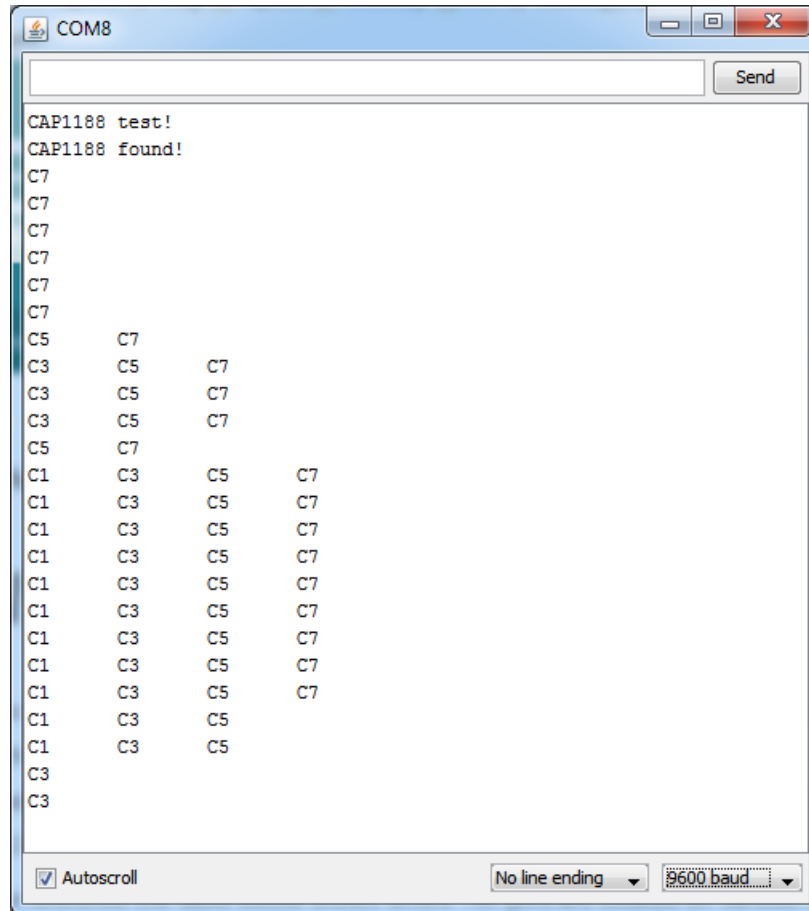 COM8
Send
CAP1188 test!
CAP1188 found!
C7
C7
C7
C7
C7
C7
C5 C7
C3 C5 C7
C3 C5 C7
C3 C5 C7
C5 C7
C1 C3 C5 C7
C1 C3 C5 C7
C1 C3 C5 C7
C1 C3 C5 C7
C1 C3 C5 C7
C1 C3 C5 C7
C1 C3 C5 C7
C1 C3 C5 C7
C1 C3 C5 C7
C1 C3 C5
C1 C3 C5
C3
C3
Autoscroll No line ending 9600 baud